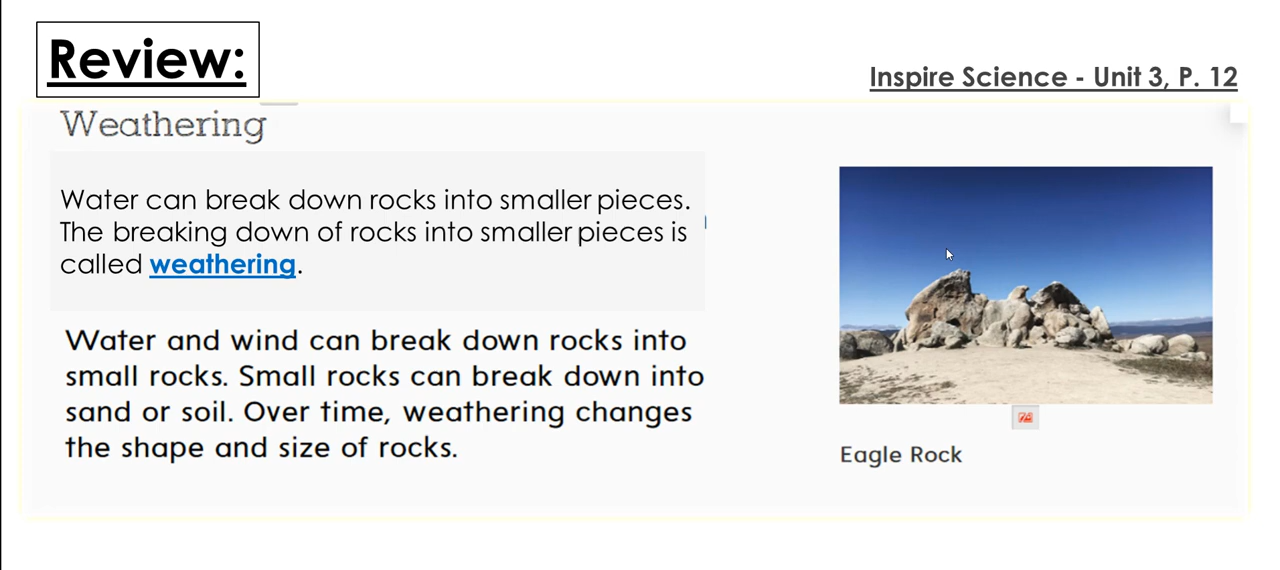 Review:
Inspire Science - Unit 3, P. 12
Weathering
Water can break down rocks into smaller pieces.
The breaking down of rocks into smaller pieces is
called weathering.
Water and wind can break down rocks into
small rocks. Small rocks can break down into
sand or soil. Over time, weathering changes
the shape and size of rocks.
Eagle Rock